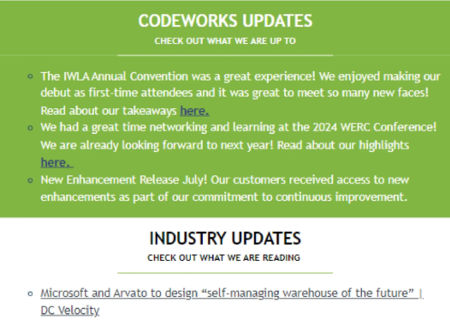 CODEWORKS UPDATES
CHECK OUT WHAT WE ARE UP TO
The IWLA Annual Convention was a great experience! We enjoyed making our
debut as first-time attendees and it was great to meet so many new faces!
Read about our takeaways here.
We had a great time networking and learning at the 2024 WERC Conference!
We are already looking forward to next year! Read about our highlights
here.
New Enhancement Release July! Our customers received access to new
enhancements as part of our commitment to continuous improvement.
INDUSTRY UPDATES
CHECK OUT WHAT WE ARE READING
Microsoft and Arvato to design “self-managing warehouse of the future” |
DC Velocity